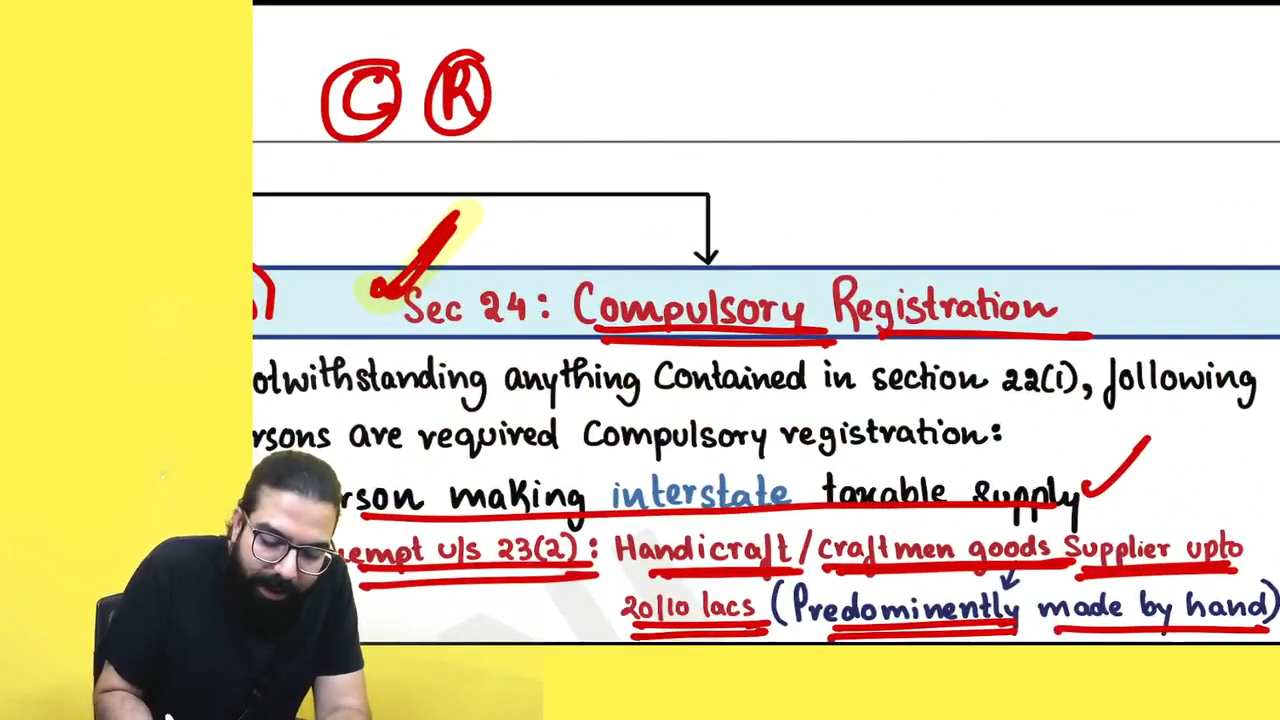 C R
Sec 24: Compulsory Registration
otwithstanding anything Contained in section 22(1), following
rsons are required Compulsory registration:
rson making interstate taxable supply
empt u/s 23(2): Handicraft/craftmen goods Supplier upto
20/10 lacs (Predominently made by hand)